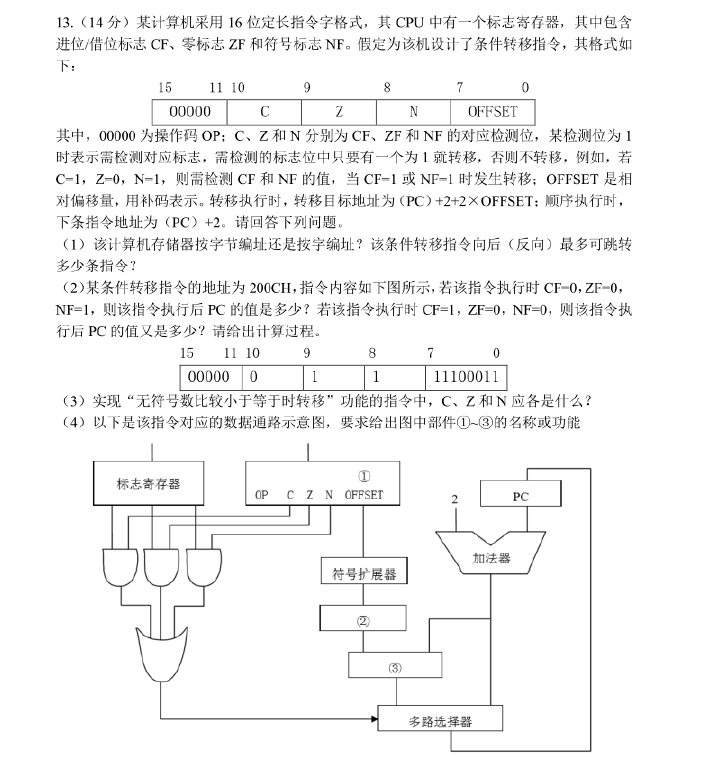 13.（14 分）某计算机采用 16 位定长指令字格式，其 CPU 中有一个标志寄存器，其中包含
进位/借位标志 CF、零标志 ZF 和符号标志 NF。假定为该机设计了条件转移指令，其格式如
下：
15 11 10 9 8 7 0
00000 C Z N OFFSET
其中，00000 为操作码 OP；C、Z 和 N 分别为 CF、ZF 和 NF 的对应检测位，某检测位为 1
时表示需检测对应标志，需检测的标志位中只要有一个为 1 就转移，否则不转移，例如，若
C=1，Z=0，N=1，则需检测 CF 和 NF 的值，当 CF=1 或 NF=1 时发生转移；OFFSET 是相
对偏移量，用补码表示。转移执行时，转移目标地址为（PC）+2+2×OFFSET；顺序执行时，
下条指令地址为（PC）+2。请回答下列问题。
（1）该计算机存储器按字节编址还是按字编址？该条件转移指令向后（反向）最多可跳转
多少条指令？
（2）某条件转移指令的地址为 200CH，指令内容如下图所示，若该指令执行时 CF=0，ZF=0，
NF=1，则该指令执行后 PC 的值是多少？若该指令执行时 CF=1，ZF=0，NF=0，则该指令执
行后 PC 的值又是多少？请给出计算过程。
15 11 10 9 8 7 0
00000 0 1 1 11100011
（3）实现“无符号数比较小于等于时转移”功能的指令中，C、Z 和 N 应各是什么？
（4）以下是该指令对应的数据通路示意图，要求给出图中部件①~③的名称或功能
标志寄存器
①
OP C Z N OFFSET
2
PC
加法器
符号扩展器
②
③
多路选择器